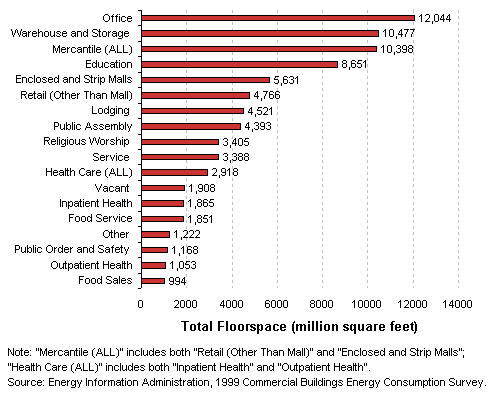 Office 12,044
Warehouse and Storage 10,477
Mercantile (ALL) 10,398
Education 8,651
Enclosed and Strip Malls 5,631
Retail (Other Than Mall) 4,766
Lodging 4,521
Public Assembly 4,393
Religious Worship 3,405
Service 3,388
Health Care (ALL) 2,918
Vacant 1,908
Inpatient Health 1,865
Food Service 1,851
Other 1,222
Public Order and Safety 1,168
Outpatient Health 1,053
Food Sales 994
0 2000 4000 6000 8000 10000 12000 14000
Total Floorspace (million square feet)
Note: "Mercantile (ALL)" includes both "Retail (Other Than Mall)" and "Enclosed and Strip Malls";
"Health Care (ALL)" includes both "Inpatient Health" and "Outpatient Health".
Source: Energy Information Administration, 1999 Commercial Buildings Energy Consumption Survey.